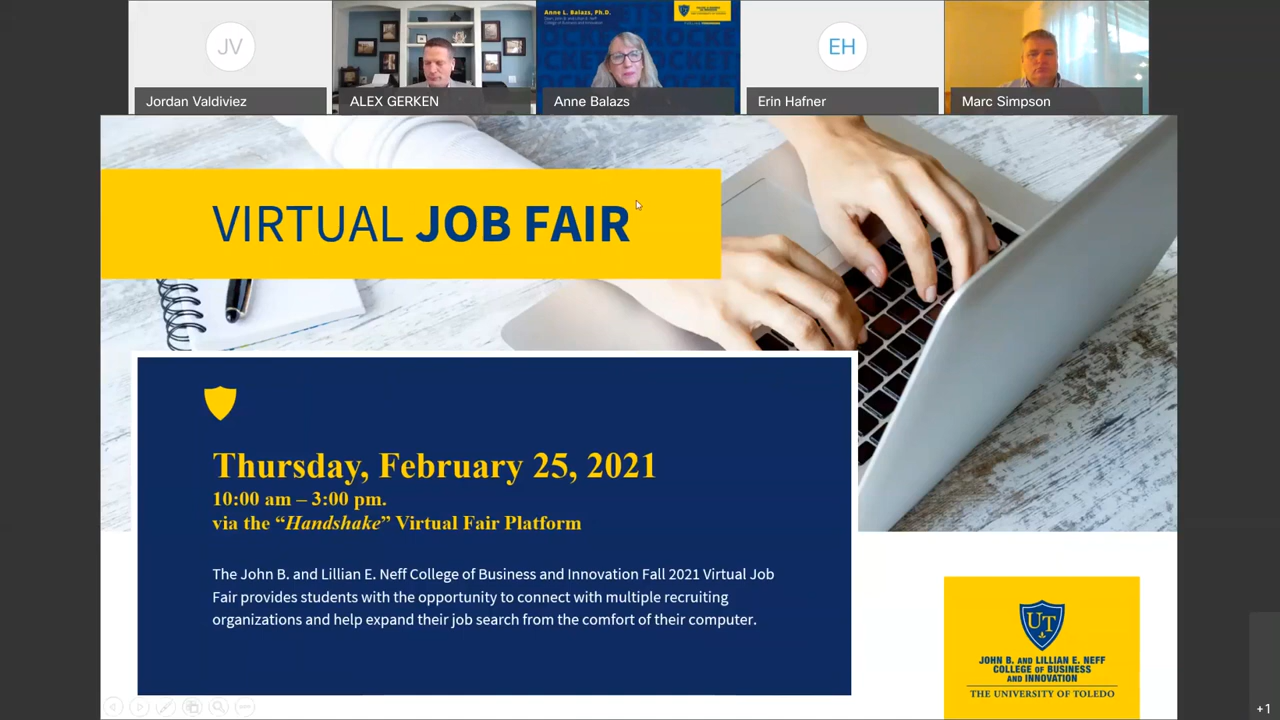 JV
Jordan Valdiviez
ALEX GERKEN
Anne L. Balazs, Ph.D.
Anne Balazs
EH
Erin Hafner
Marc Simpson
VIRTUAL JOB FAIR
Thursday, February 25, 2021
10:00 am – 3:00 pm.
via the “Handshake” Virtual Fair Platform
The John B. and Lillian E. Neff College of Business and Innovation Fall 2021 Virtual Job
Fair provides students with the opportunity to connect with multiple recruiting
organizations and help expand their job search from the comfort of their computer.
UT
JOHN B. AND LILLIAN E. NEFF
COLLEGE OF BUSINESS
AND INNOVATION
THE UNIVERSITY OF TOLEDO
+1